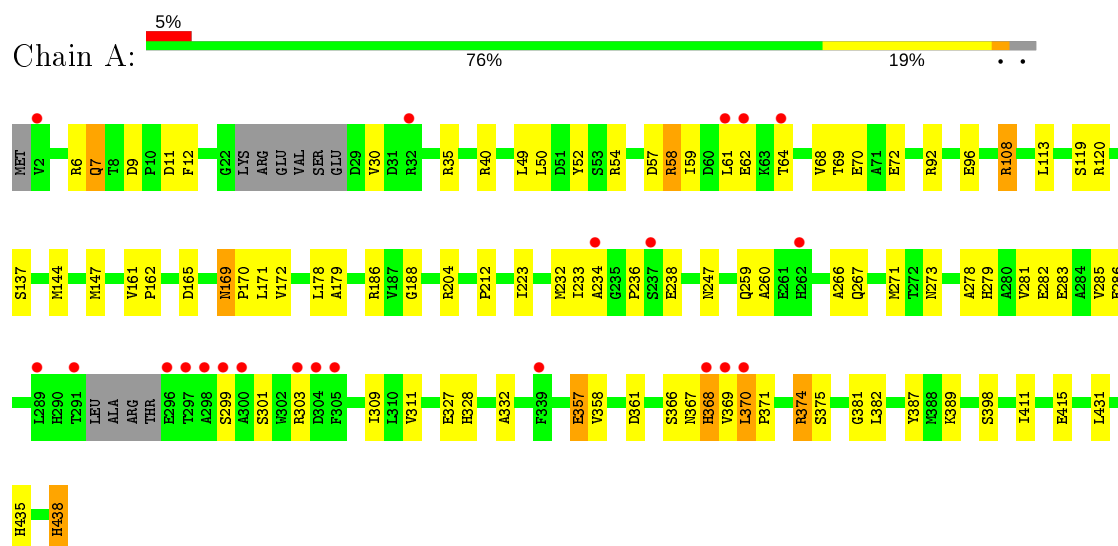 5%
Chain A:
76% 19% • •
MET V2 R6 Q7 T8 D9 P10 D11 F12 G22 LYS ARG GLU VAL SER GLU D29 V30 D31 R32 R35 R40 L49 L50 D51 Y52 S53 R54 D57 R58 I59 D60 L61 E62 K63 T64 V68 T69 E70 A71 E72 R92 E96 R108 L113 S119 R120
S137 M144 M147 V161 P162 D165 N169 P170 L171 V172 L178 A179 R186 V187 G188 R204 P212 I223 M232 I233 A234 G235 P236 S237 E238 N247 Q259 A260 E261 H262 A266 Q267 M271 T272 N273 A278 H279 A280 V281 E282 E283 A284 V285
L289 H290 T291 LEU ALA ARG THR E296 T297 A298 S299 A300 S301 W302 R303 D304 F305 I309 L310 V311 E327 H328 A332 F339 E357 V358 D361 S366 N367 H368 V369 L370 P371 R374 S375 G381 L382 Y387 M388 K389 S398 I411 E415 L431
H435 H438